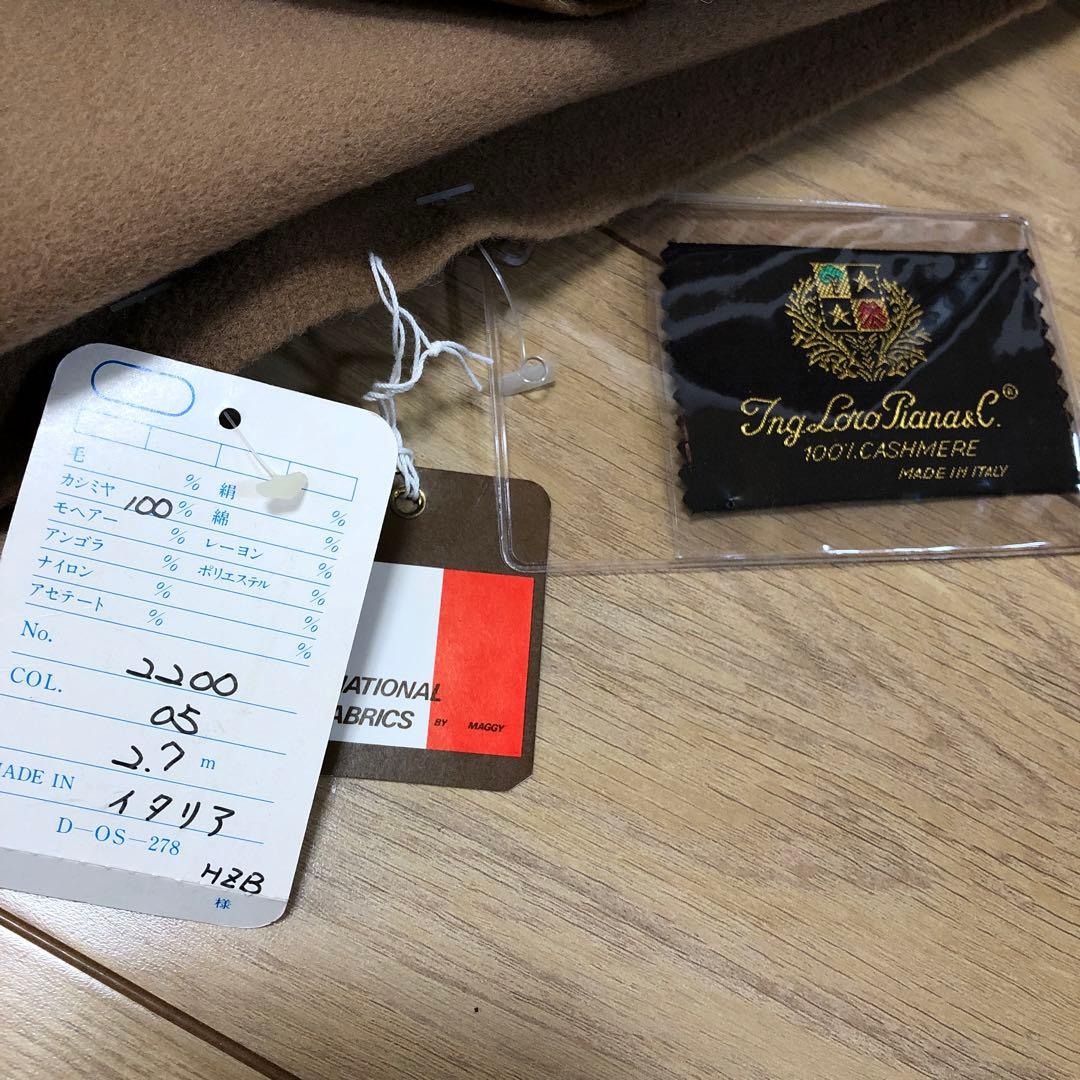 毛 % 絹 %
カシミヤ 100% 綿 %
モヘアー % レーヨン %
アンゴラ % ポリエステル %
ナイロン % %
アセテート % %
No. 2200
COL. 05
2.7 m
MADE IN イタリア
D-OS-278
HZB
様
NATIONAL
FABRICS BY MAGGY
Ing. Loro Piana & C.®
100% CASHMERE
MADE IN ITALY